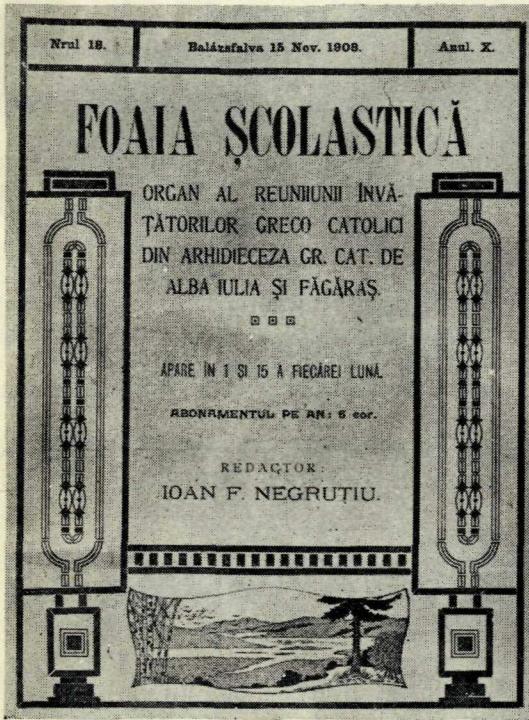 Nrul 18.
Balázsfalva 15 Nov. 1908.
Anul. X.
FOAIA ȘCOLASTICĂ
ORGAN AL REUNIUNII ÎNVĂ-
ȚĂTORILOR GRECO CATOLICI
DIN ARHIDIECEZA GR. CAT. DE
ALBA IULIA ȘI FĂGĂRAȘ.
APARE ÎN 1 ȘI 15 A FIECĂREI LUNĂ.
ABONAMENTUL PE AN: 6 cor.
REDACTOR:
IOAN F. NEGRUȚIU.